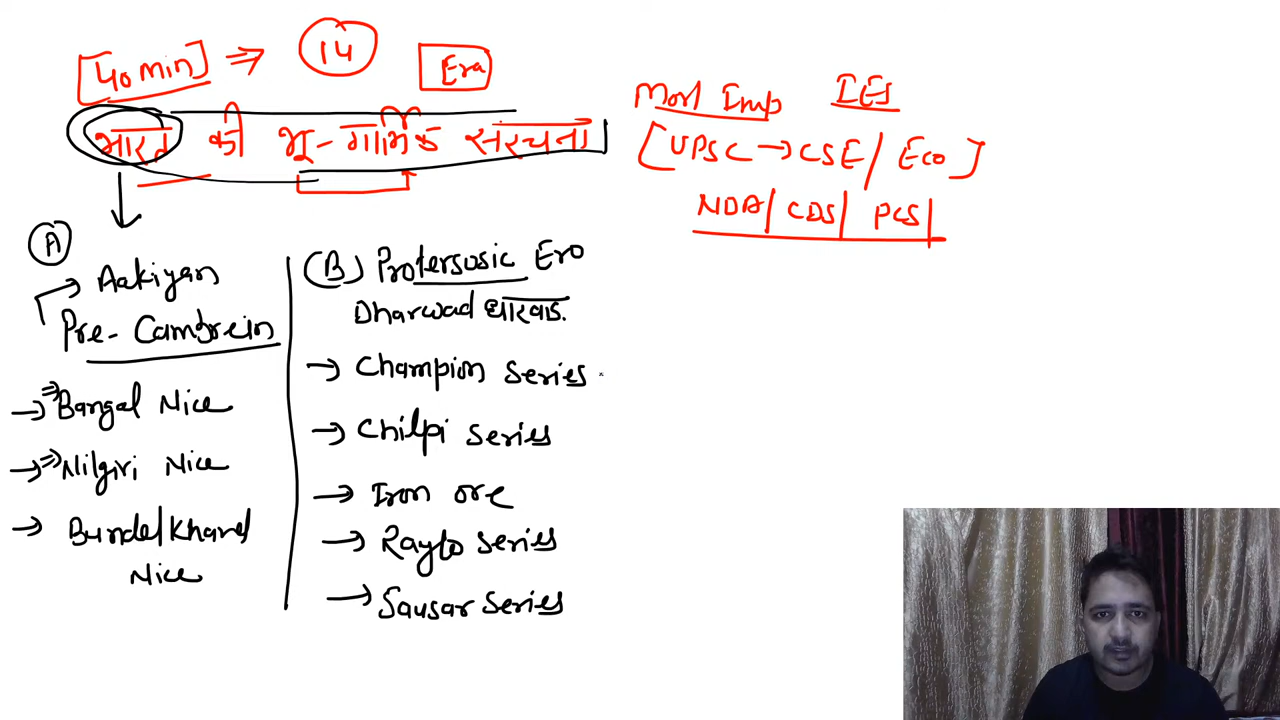 [40 min] ⇒ 14
Era
भारत की भू-गार्भिक संरचना
Most Imp IES
[UPSC → CSE / Eco]
NDA | CDS | PCS |
A
→ Aakiyan
Pre-Cambrein
→ ⇒ Bangal Nice
→ ⇒ Nilgiri Nice
→ Bundelkhand
Nice
(B) Protersosic Era
Dharwad धारवाड़.
→ Champion Series
→ Chilpi Series
→ Iron ore
→ Raylo Series
→ Sausar Series